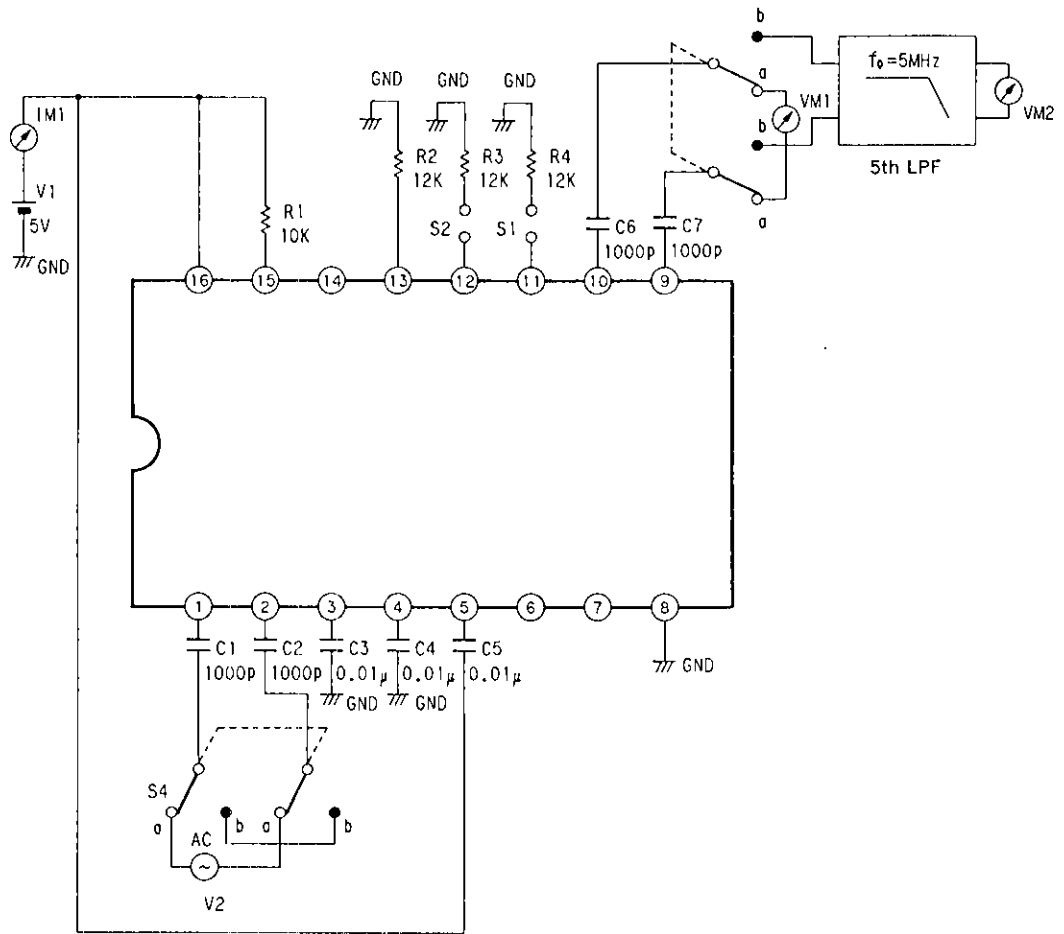 b
GND GND GND
a
f₀=5MHz
IM1
VM1
VM2
b
R2 R3 R4
12K 12K 12K
5th LPF
V1
5V
R1
10K
S2 S1
a
C6 C7
1000p 1000p
GND
16 15 14 13 12 11 10 9
1 2 3 4 5 6 7 8
C1 C2 C3 C4 C5
1000p 1000p 0.01μ 0.01μ 0.01μ
GND
GND GND
S4
a b a b
AC
~
V2